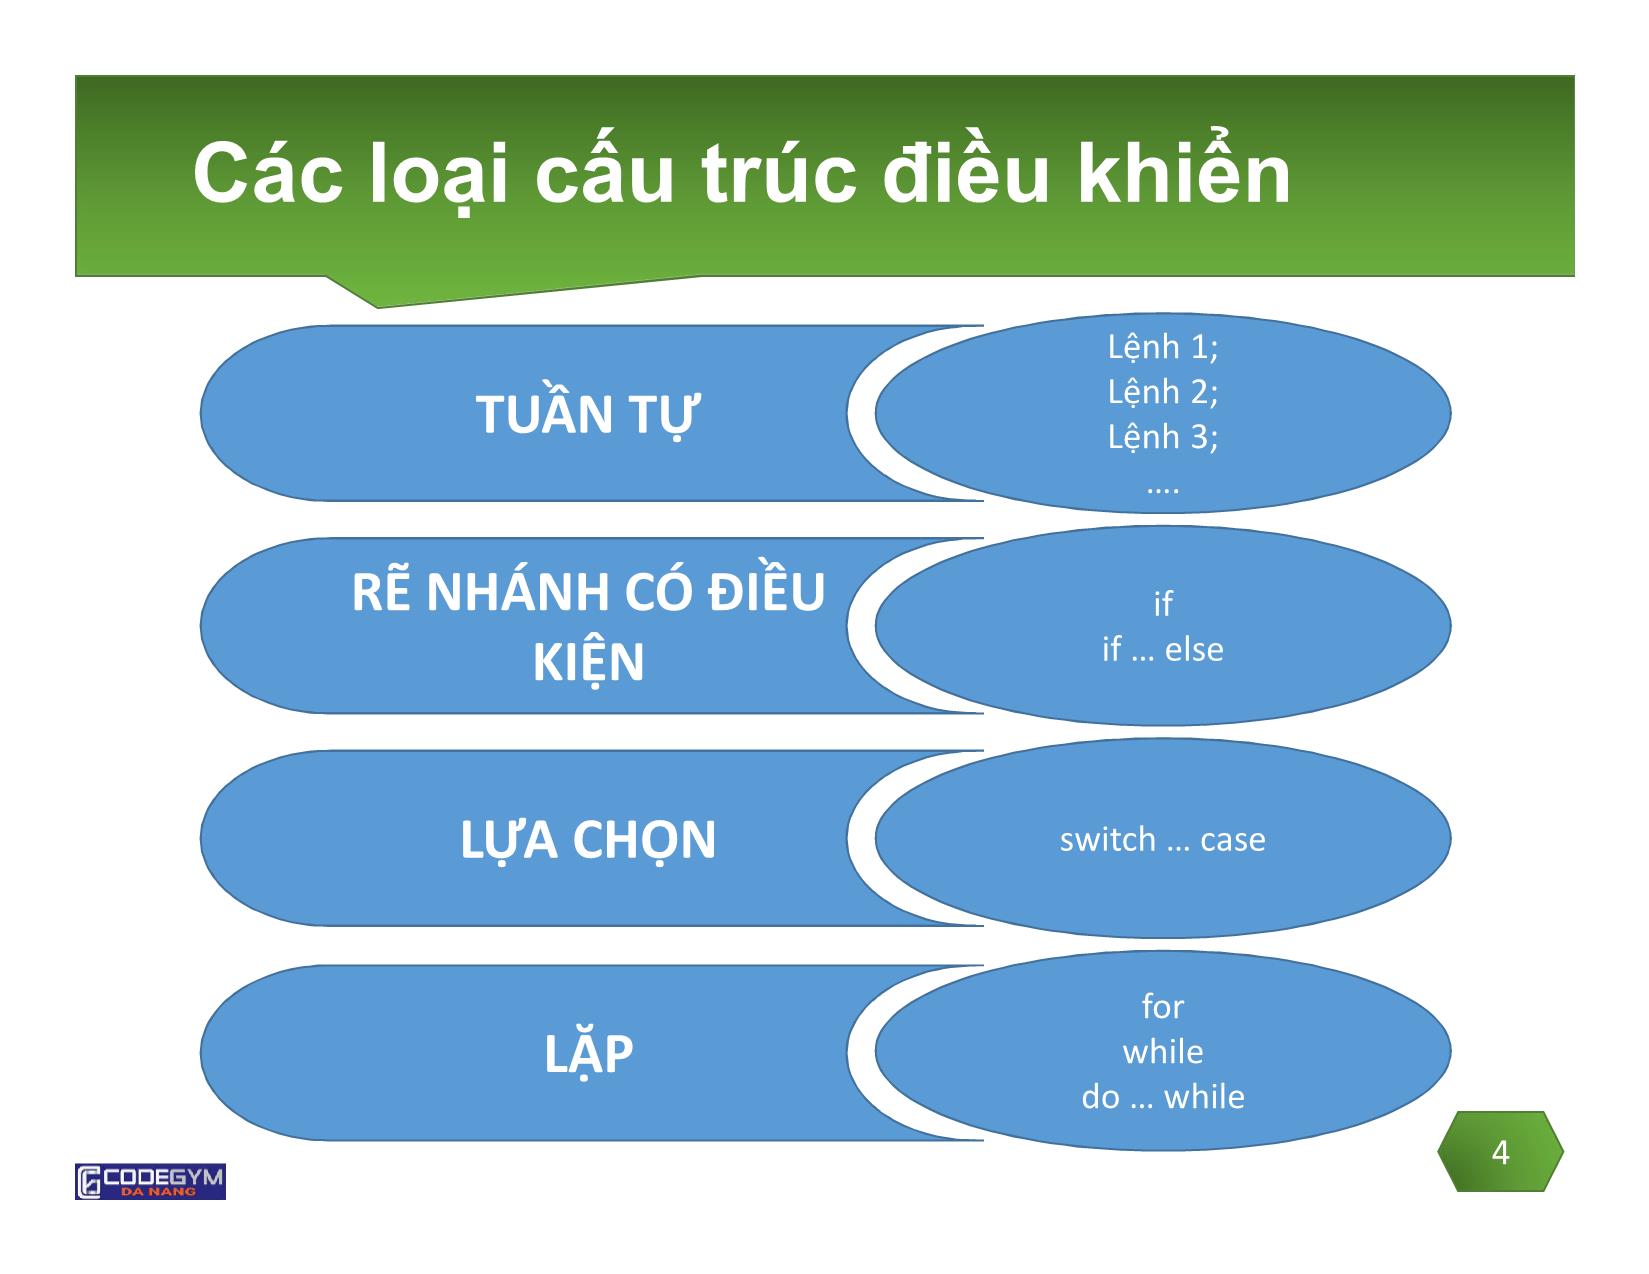 Các loại cấu trúc điều khiển
TUẦN TỰ
Lệnh 1;
Lệnh 2;
Lệnh 3;
….
RẼ NHÁNH CÓ ĐIỀU
KIỆN
if
if … else
LỰA CHỌN
switch … case
LẶP
for
while
do … while
4
CODEGYM
DA NANG